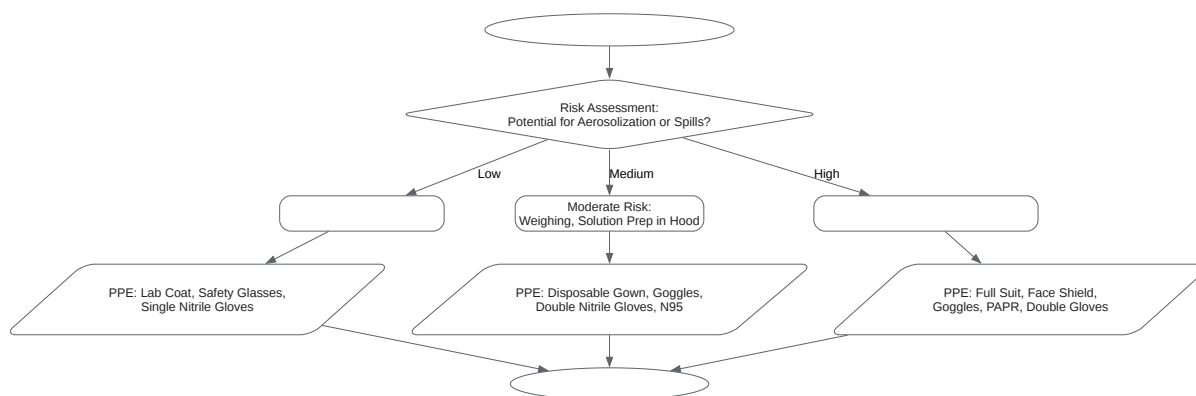 Risk Assessment:
Potential for Aerosolization or Spills?
Low
Medium
High
Moderate Risk:
Weighing, Solution Prep in Hood
PPE: Lab Coat, Safety Glasses,
Single Nitrile Gloves
PPE: Disposable Gown, Goggles,
Double Nitrile Gloves, N95
PPE: Full Suit, Face Shield,
Goggles, PAPR, Double Gloves